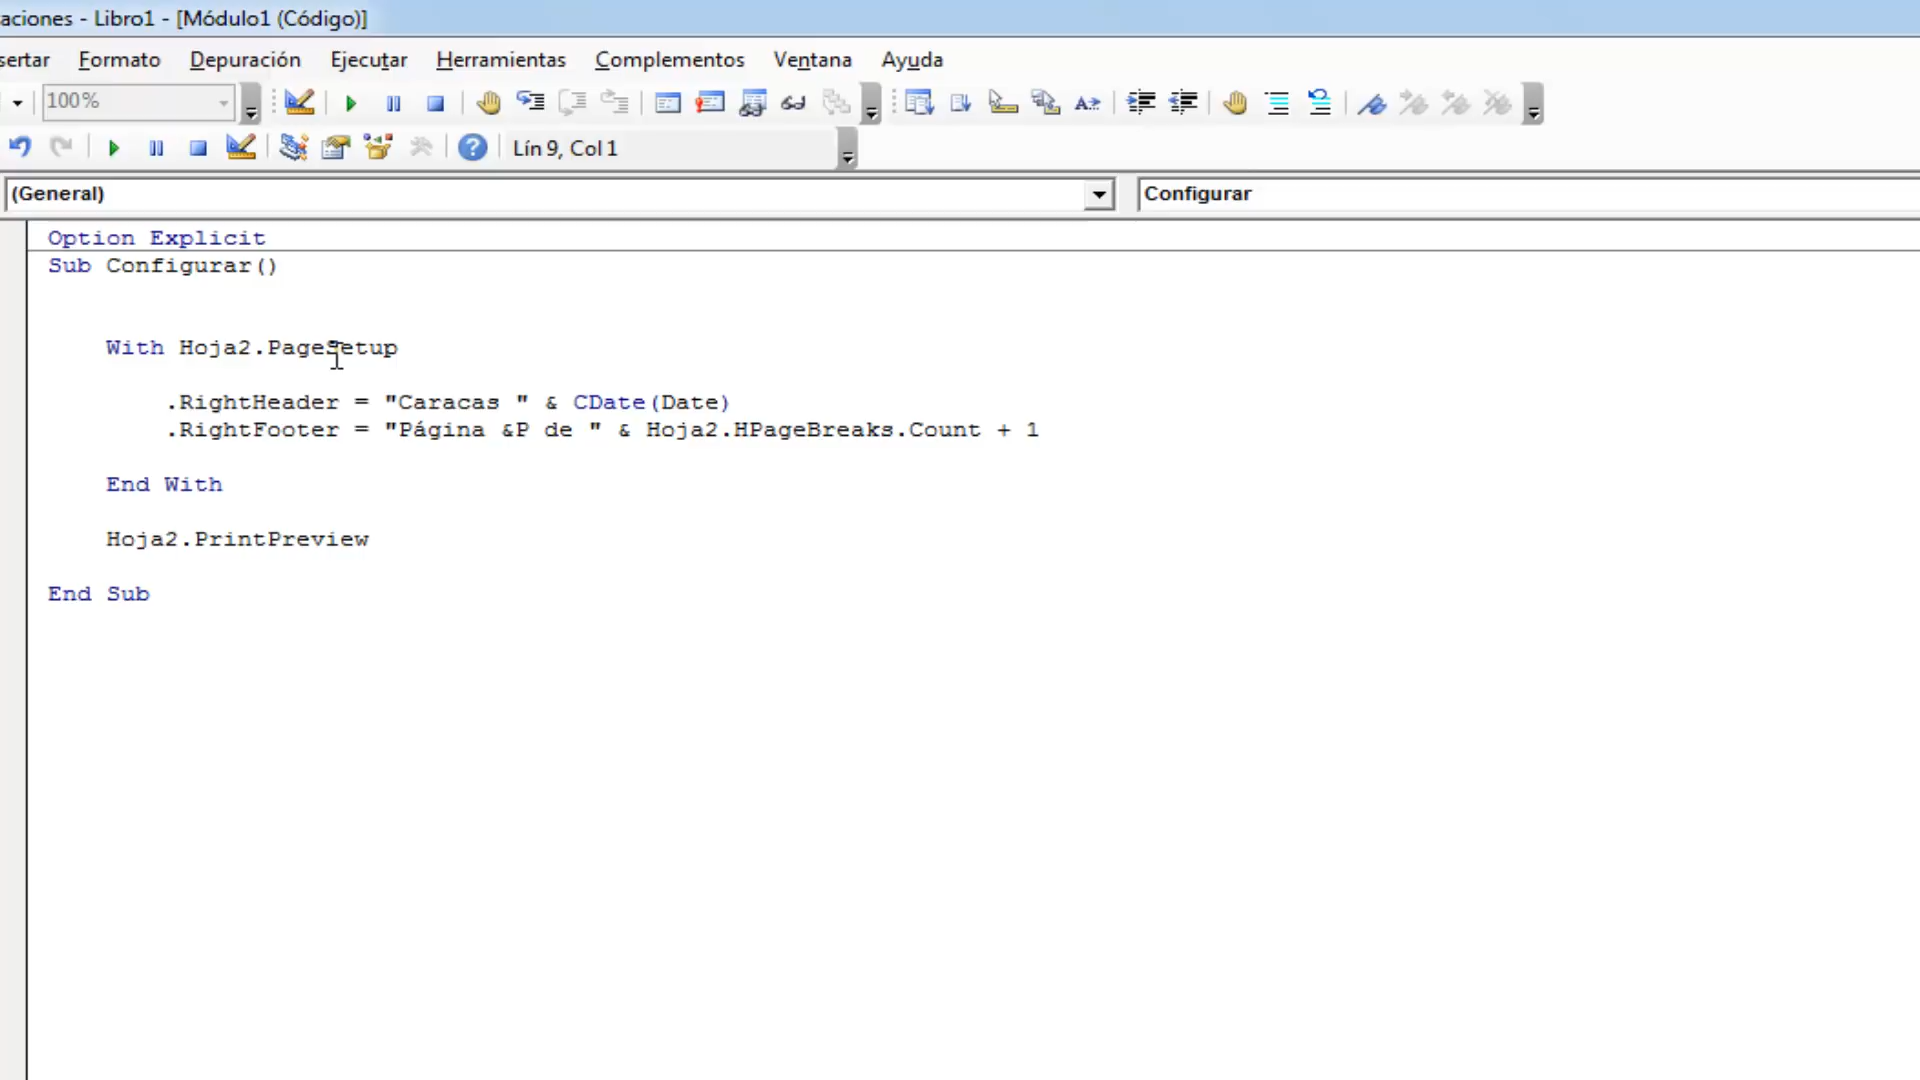 aciones - Libro1 - [Módulo1 (Código)]
sertar Formato Depuración Ejecutar Herramientas Complementos Ventana Ayuda
100%
Lín 9, Col 1
(General) Configurar
Option Explicit
Sub Configurar()
With Hoja2.PageSetup
.RightHeader = "Caracas " & CDate(Date)
.RightFooter = "Página &P de " & Hoja2.HPageBreaks.Count + 1
End With
Hoja2.PrintPreview
End Sub